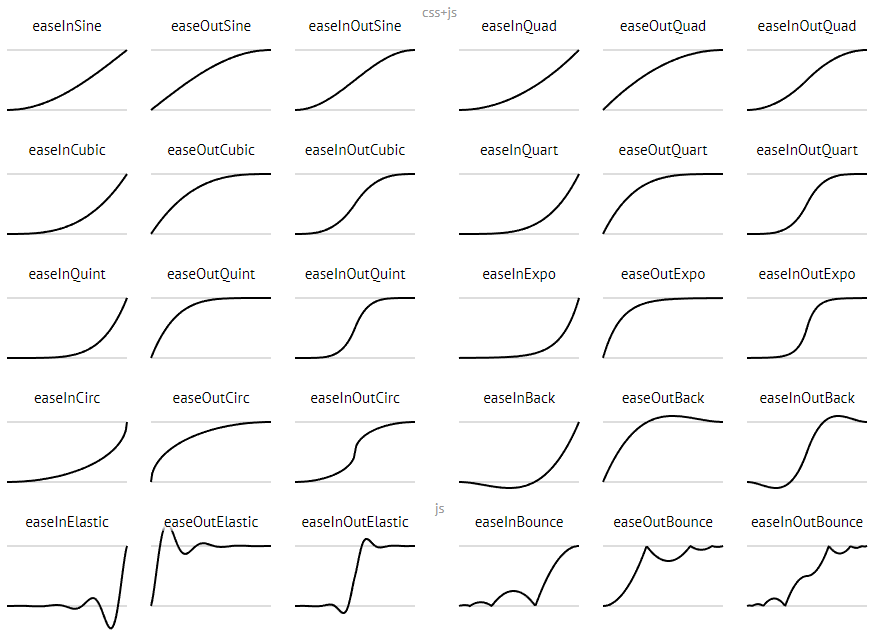 css+js
easeInSine easeOutSine easeInOutSine easeInQuad easeOutQuad easeInOutQuad
easeInCubic easeOutCubic easeInOutCubic easeInQuart easeOutQuart easeInOutQuart
easeInQuint easeOutQuint easeInOutQuint easeInExpo easeOutExpo easeInOutExpo
easeInCirc easeOutCirc easeInOutCirc easeInBack easeOutBack easeInOutBack
js
easeInElastic easeOutElastic easeInOutElastic easeInBounce easeOutBounce easeInOutBounce